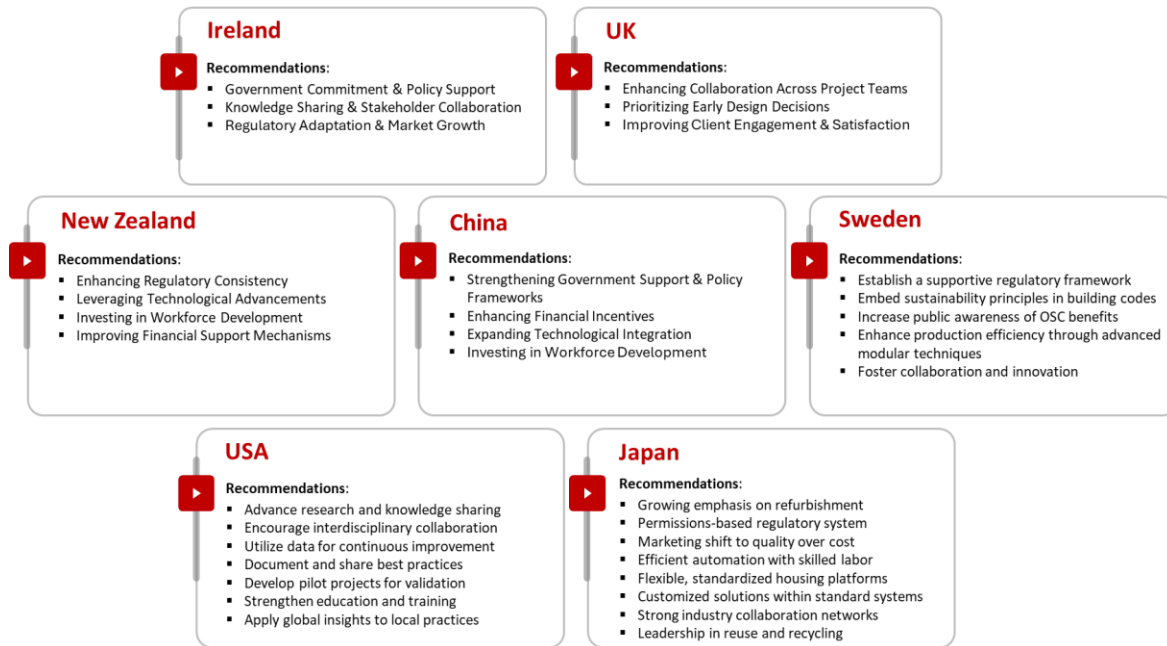 Ireland
Recommendations:
▪ Government Commitment & Policy Support
▪ Knowledge Sharing & Stakeholder Collaboration
▪ Regulatory Adaptation & Market Growth
UK
Recommendations:
▪ Enhancing Collaboration Across Project Teams
▪ Prioritizing Early Design Decisions
▪ Improving Client Engagement & Satisfaction
New Zealand
Recommendations:
▪ Enhancing Regulatory Consistency
▪ Leveraging Technological Advancements
▪ Investing in Workforce Development
▪ Improving Financial Support Mechanisms
China
Recommendations:
▪ Strengthening Government Support & Policy
Frameworks
▪ Enhancing Financial Incentives
▪ Expanding Technological Integration
▪ Investing in Workforce Development
Sweden
Recommendations:
▪ Establish a supportive regulatory framework
▪ Embed sustainability principles in building codes
▪ Increase public awareness of OSC benefits
▪ Enhance production efficiency through advanced
modular techniques
▪ Foster collaboration and innovation
USA
Recommendations:
▪ Advance research and knowledge sharing
▪ Encourage interdisciplinary collaboration
▪ Utilize data for continuous improvement
▪ Document and share best practices
▪ Develop pilot projects for validation
▪ Strengthen education and training
▪ Apply global insights to local practices
Japan
Recommendations:
▪ Growing emphasis on refurbishment
▪ Permissions-based regulatory system
▪ Marketing shift to quality over cost
▪ Efficient automation with skilled labor
▪ Flexible, standardized housing platforms
▪ Customized solutions within standard systems
▪ Strong industry collaboration networks
▪ Leadership in reuse and recycling